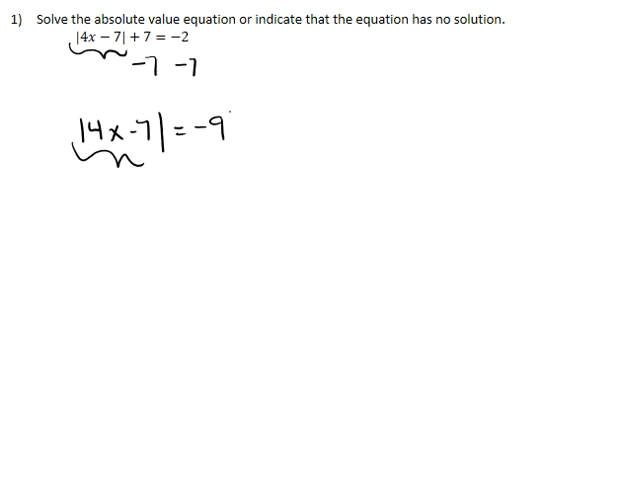 1) Solve the absolute value equation or indicate that the equation has no solution.
|4x − 7| + 7 = −2
−7 −7
|4x-7| = -9